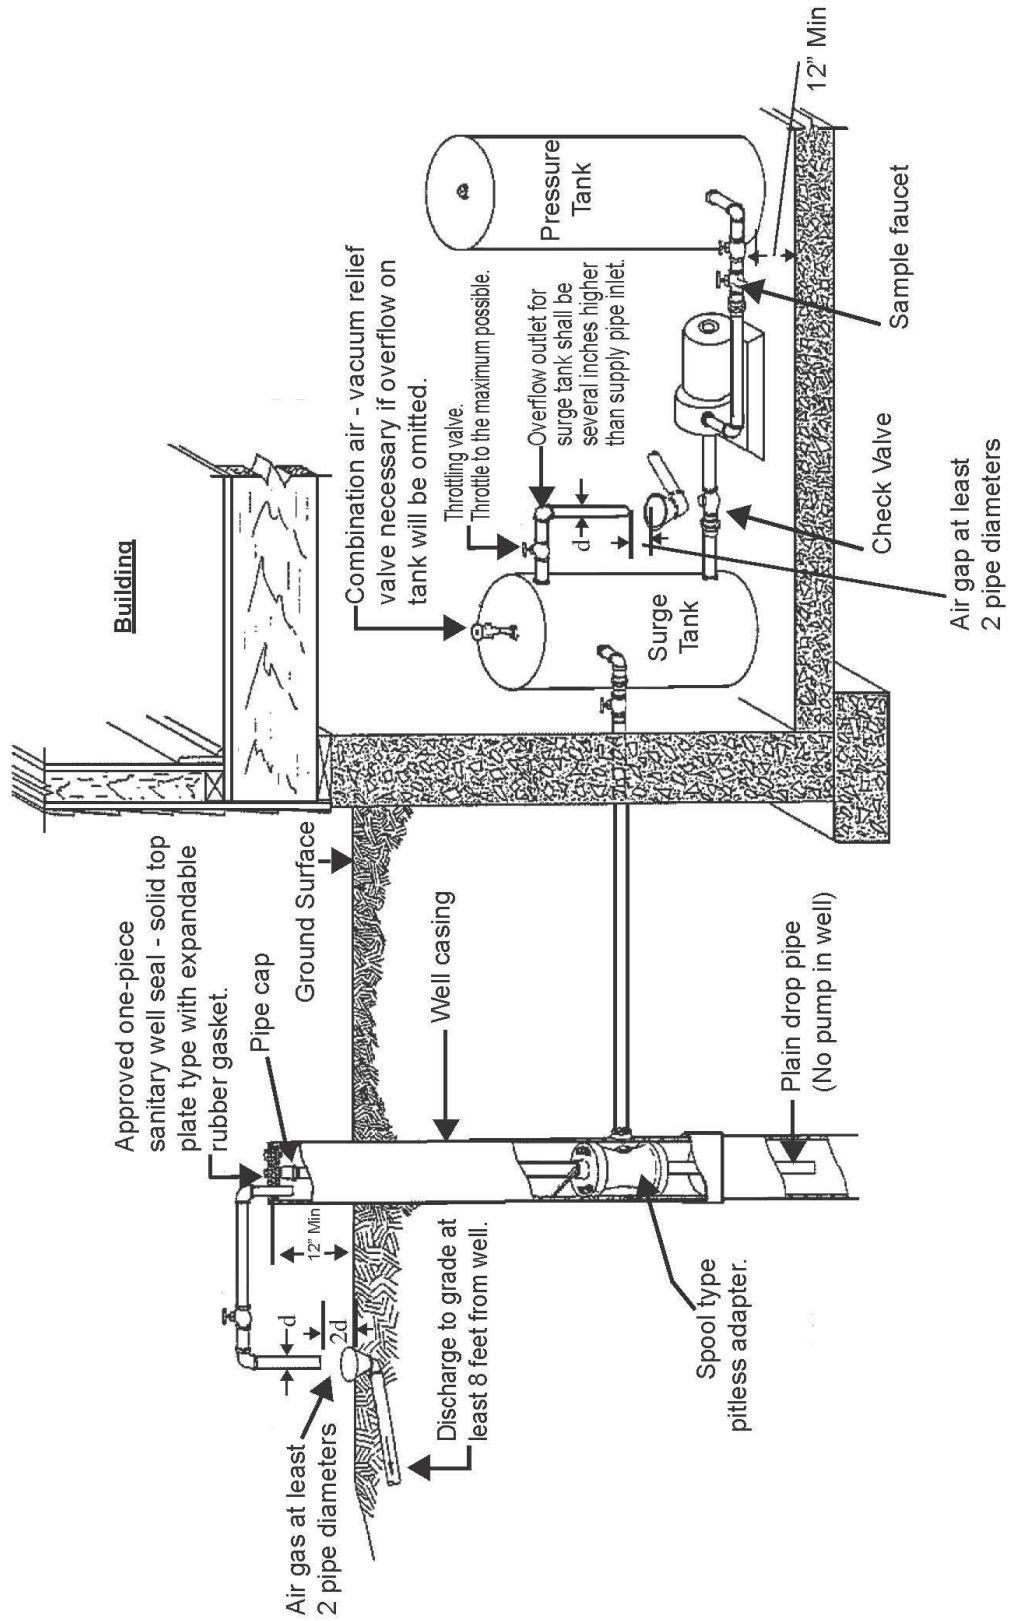 Building
Approved one-piece
sanitary well seal - solid top
plate type with expandable
rubber gasket.
Pipe cap
Ground Surface
12" Min
d
2d
Air gas at least
2 pipe diameters
Discharge to grade at
least 8 feet from well.
Well casing
Spool type
pitless adapter.
Plain drop pipe
(No pump in well)
Combination air - vacuum relief
valve necessary if overflow on
tank will be omitted.
Throttling valve.
Throttle to the maximum possible.
Overflow outlet for
surge tank shall be
several inches higher
than supply pipe inlet.
d
Surge
Tank
Pressure
Tank
Air gap at least
2 pipe diameters
Check Valve
Sample faucet
12" Min